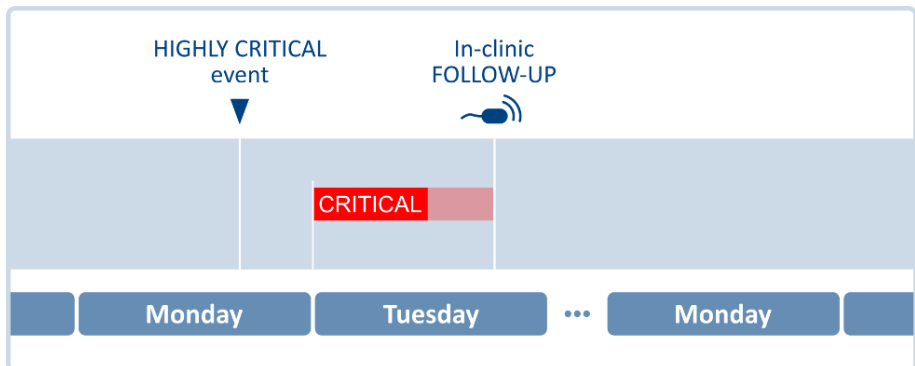 HIGHLY CRITICAL
event
In-clinic
FOLLOW-UP
CRITICAL
Monday
Tuesday
•••
Monday